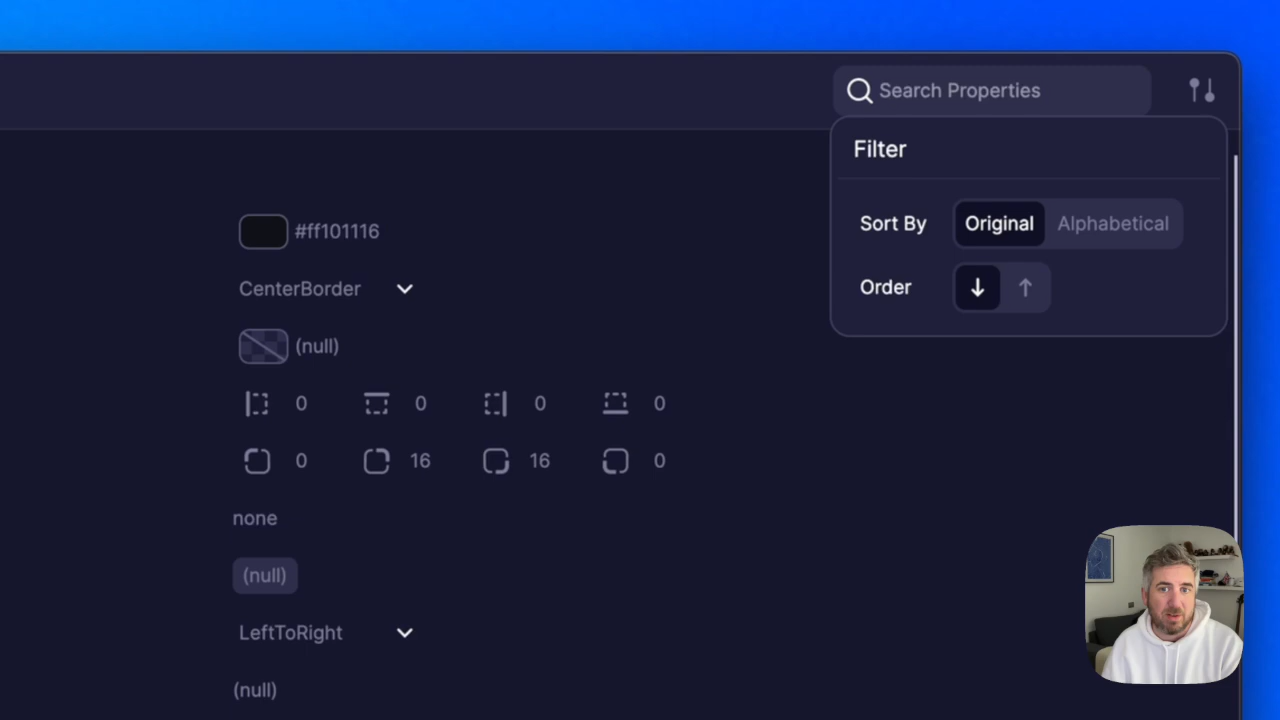 Search Properties
Filter
Sort By Original Alphabetical
Order
#ff101116
CenterBorder
(null)
0 0 0 0
0 16 16 0
none
(null)
LeftToRight
(null)